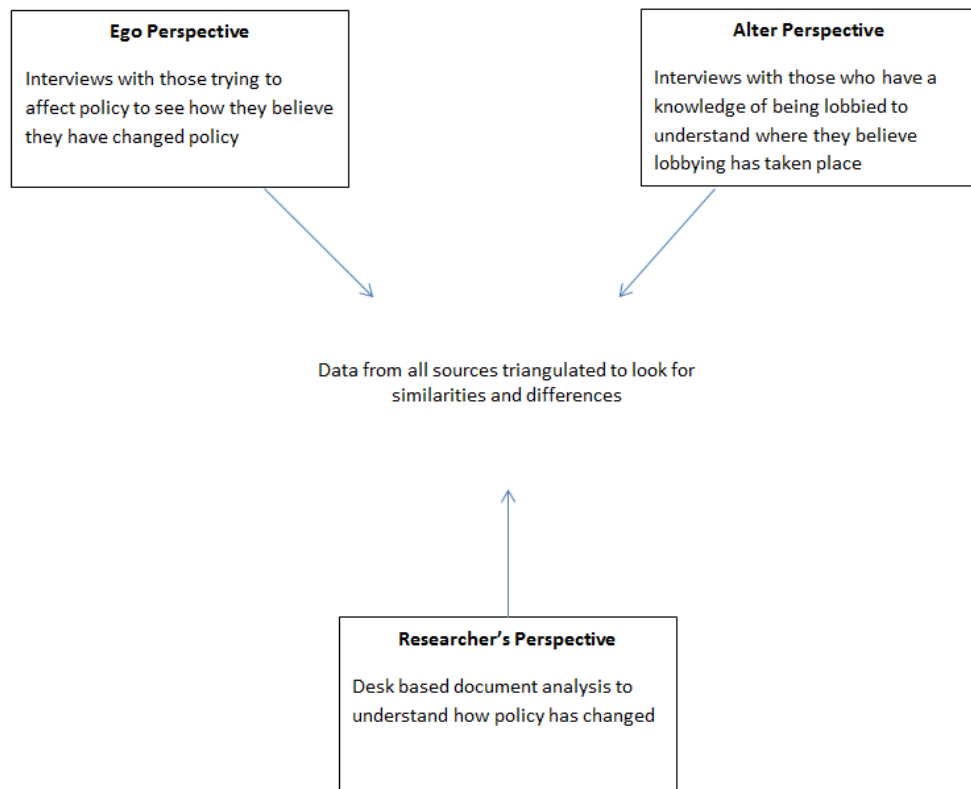 Ego Perspective
Interviews with those trying to
affect policy to see how they believe
they have changed policy
Alter Perspective
Interviews with those who have a
knowledge of being lobbied to
understand where they believe
lobbying has taken place
Data from all sources triangulated to look for
similarities and differences
Researcher's Perspective
Desk based document analysis to
understand how policy has changed